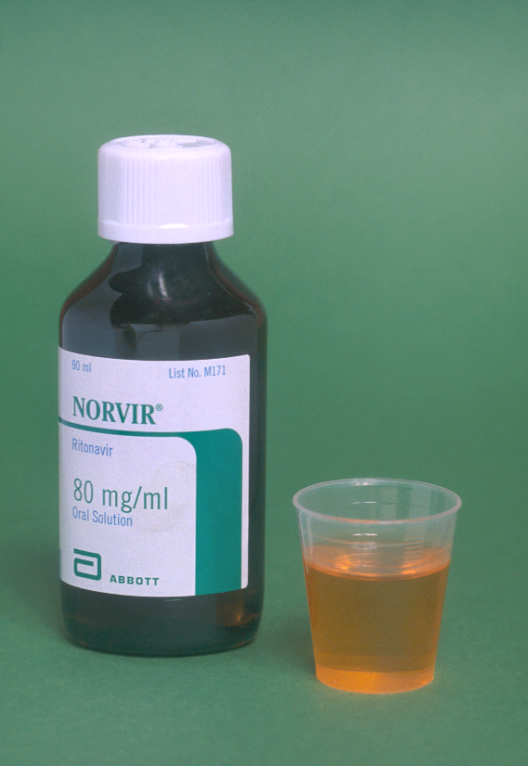 90 ml List No. M171
NORVIR®
Ritonavir
80 mg/ml
Oral Solution
ABBOTT